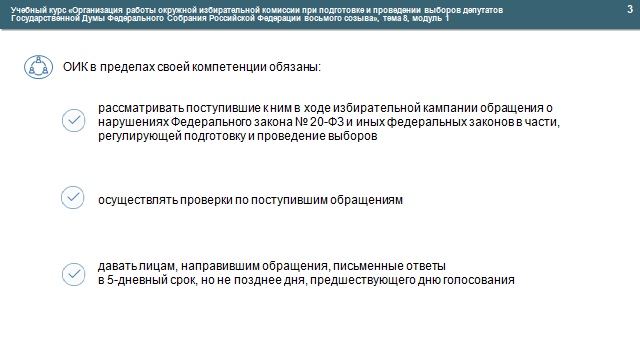 Учебный курс «Организация работы окружной избирательной комиссии при подготовке и проведении выборов депутатов
Государственной Думы Федерального Собрания Российской Федерации восьмого созыва», тема 8, модуль 1
3
ОИК в пределах своей компетенции обязаны:
рассматривать поступившие к ним в ходе избирательной кампании обращения о
нарушениях Федерального закона № 20-ФЗ и иных федеральных законов в части,
регулирующей подготовку и проведение выборов
осуществлять проверки по поступившим обращениям
давать лицам, направившим обращения, письменные ответы
в 5-дневный срок, но не позднее дня, предшествующего дню голосования